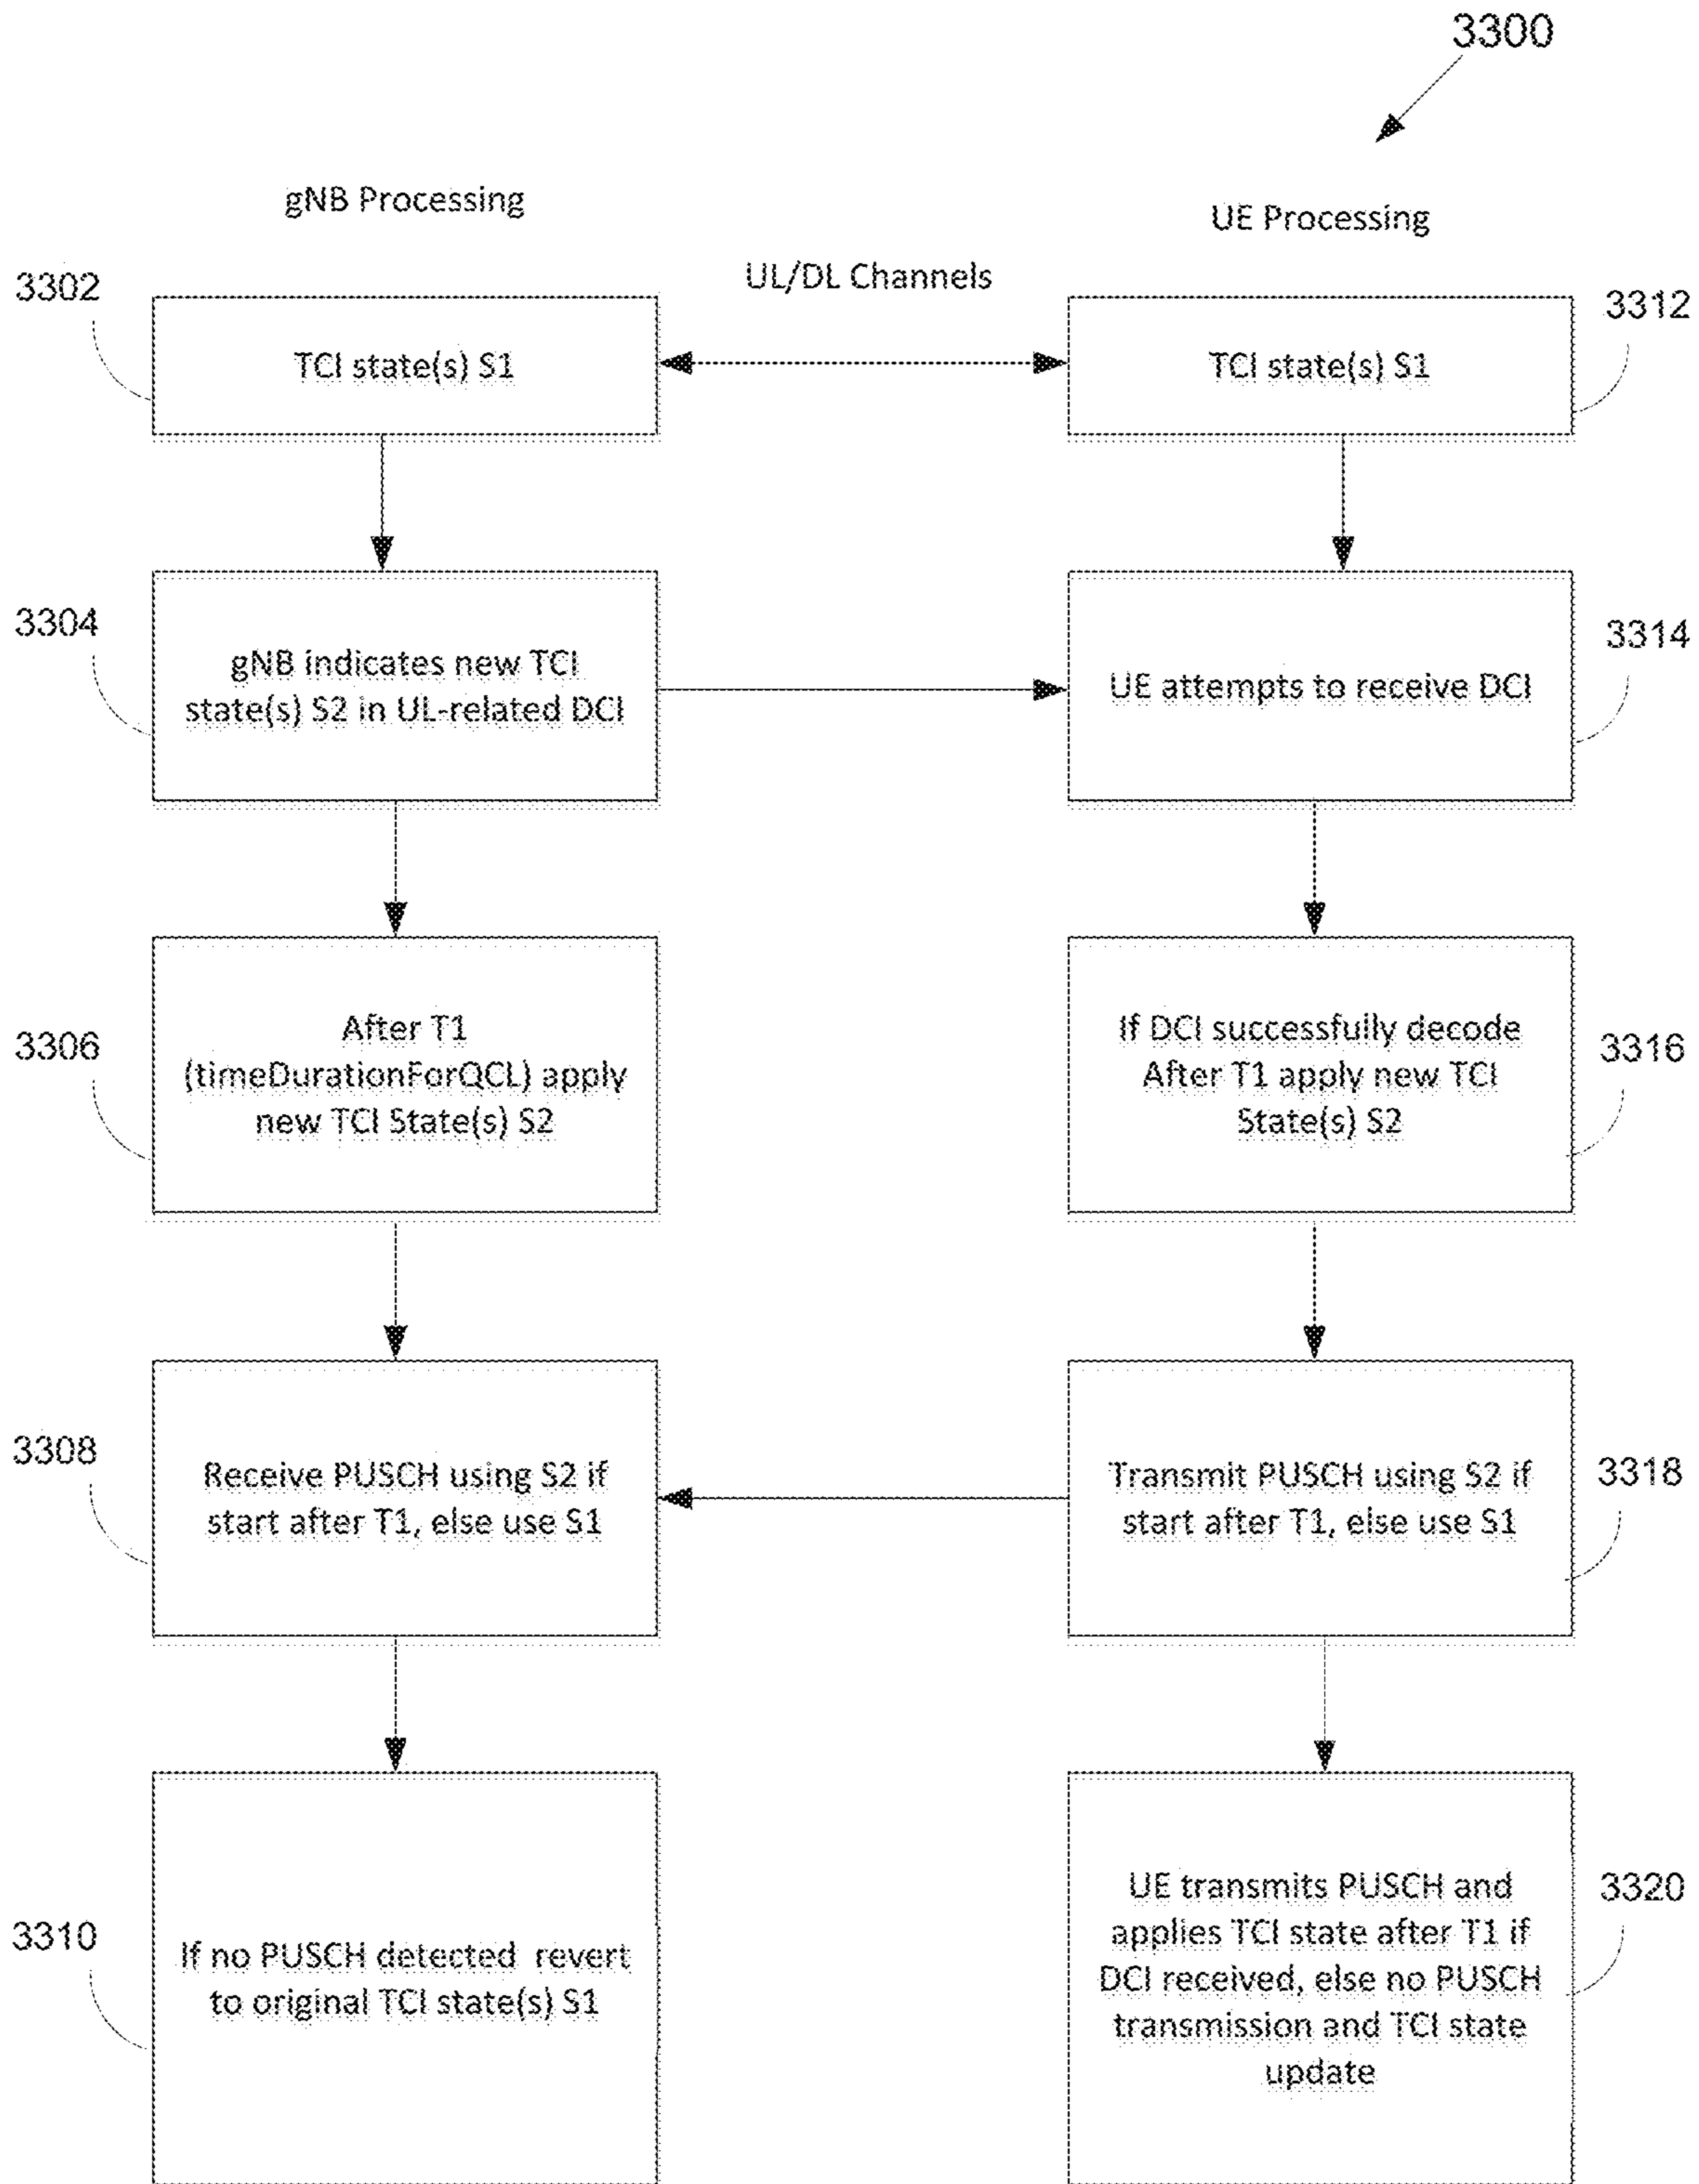 3300
gNB Processing
UE Processing
UL/DL Channels
3302
TCI state(s) S1
TCI state(s) S1
3312
3304
gNB indicates new TCI
state(s) S2 in UL-related DCI
UE attempts to receive DCI
3314
3306
After T1
(timeDurationForQCL) apply
new TCI State(s) S2
If DCI successfully decode
After T1 apply new TCI
State(s) S2
3316
3308
Receive PUSCH using S2 if
start after T1, else use S1
Transmit PUSCH using S2 if
start after T1, else use S1
3318
3310
If no PUSCH detected revert
to original TCI state(s) S1
UE transmits PUSCH and
applies TCI state after T1 if
DCI received, else no PUSCH
transmission and TCI state
update
3320